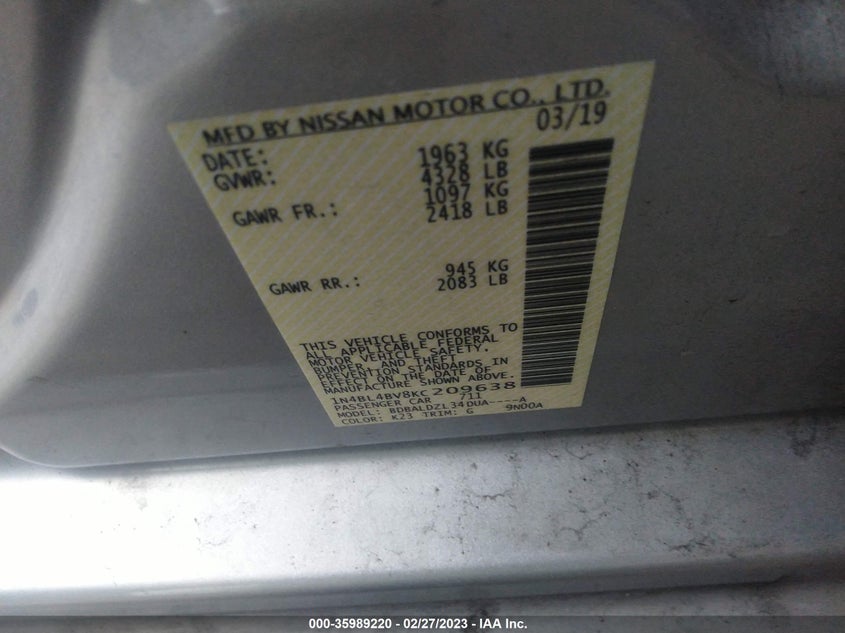 MFD BY NISSAN MOTOR CO., LTD.
DATE: 03/19
GVWR: 1963 KG
4328 LB
GAWR FR.: 1097 KG
2418 LB
GAWR RR.: 945 KG
2083 LB
THIS VEHICLE CONFORMS TO
ALL APPLICABLE FEDERAL
MOTOR VEHICLE SAFETY,
BUMPER, AND THEFT
PREVENTION STANDARDS IN
EFFECT ON THE DATE OF
MANUFACTURE SHOWN ABOVE.
1N4BL4BV8KC209638
PASSENGER CAR 711
MODEL: BDBALDZL34DUA----A
COLOR: K23 TRIM: G 9N00A
000-35989220 - 02/27/2023 - IAA Inc.